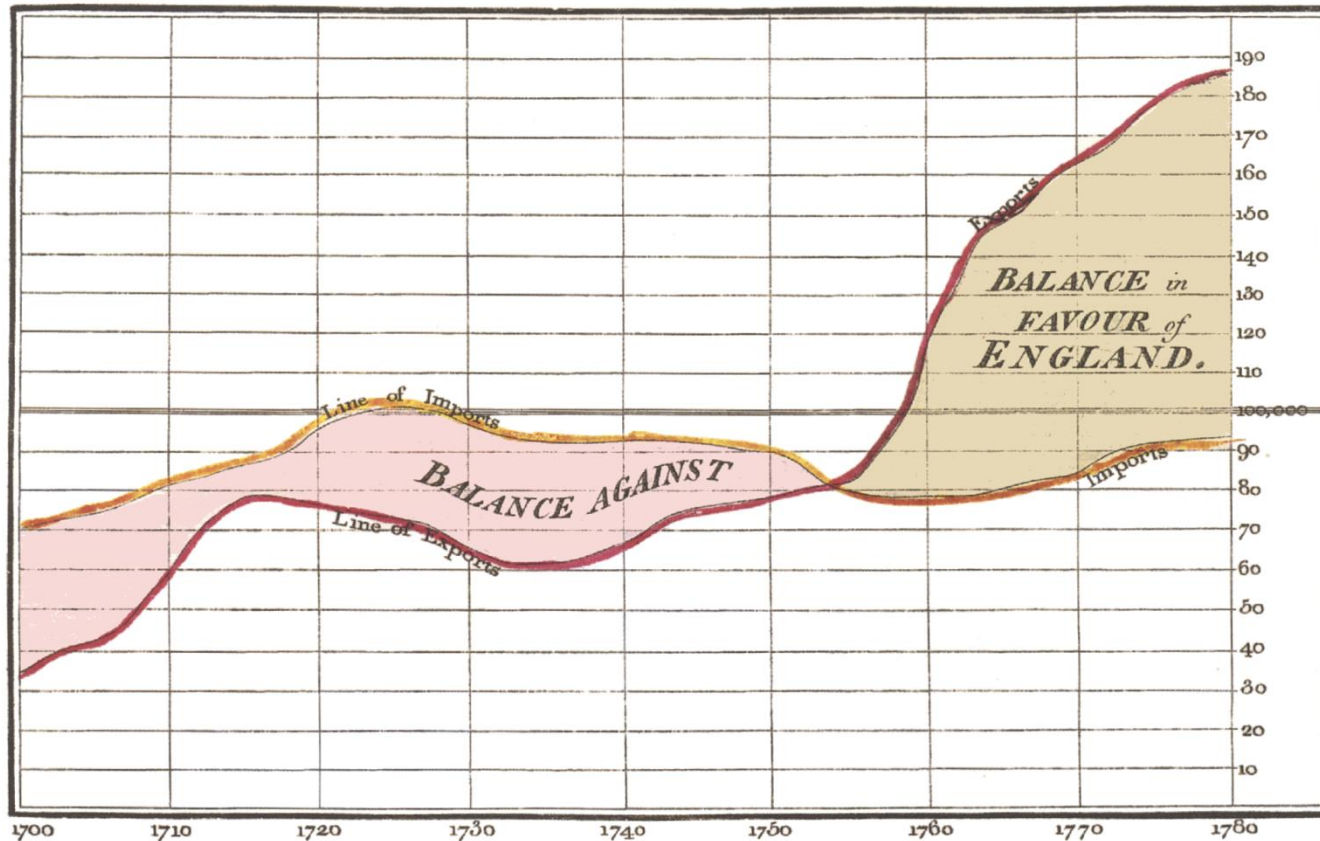 190
180
170
160
Exports
150
140
BALANCE in
130
FAVOUR of
120
ENGLAND.
110
Line of Imports
100,000
90
Imports
BALANCE AGAINST
80
Line of Exports
70
60
50
40
30
20
10
1700 1710 1720 1730 1740 1750 1760 1770 1780